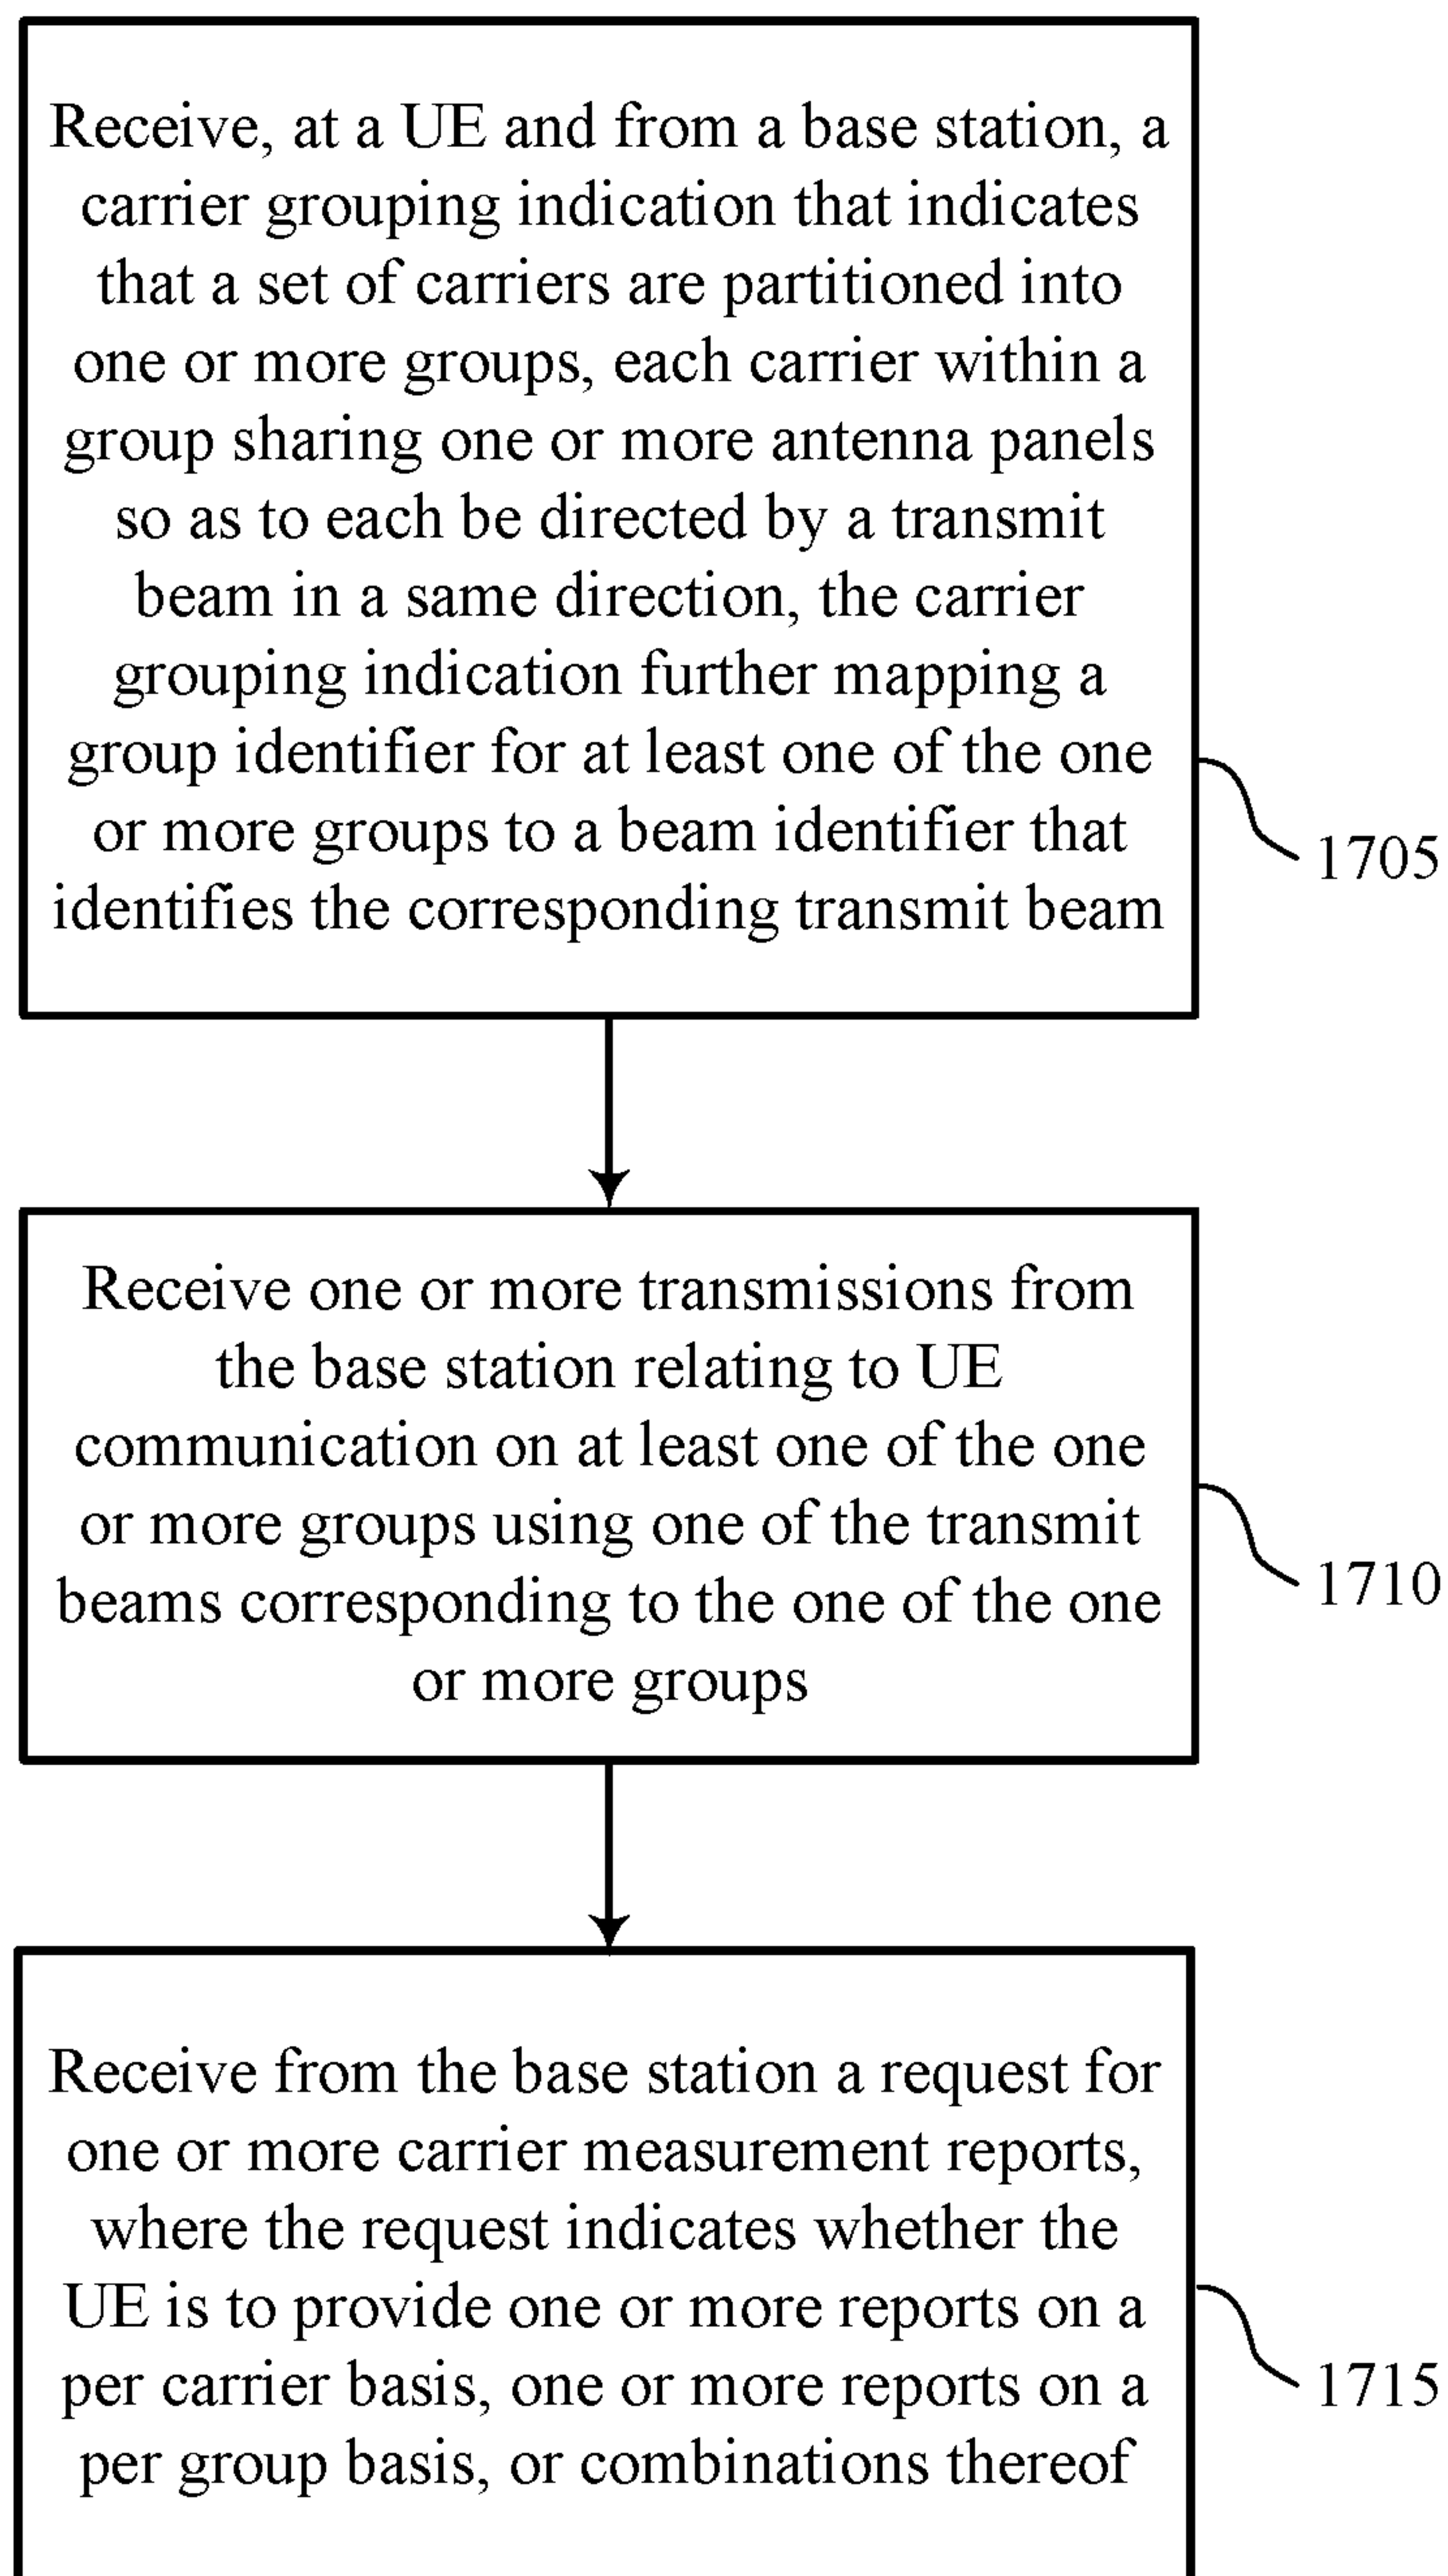 Receive, at a UE and from a base station, a
carrier grouping indication that indicates
that a set of carriers are partitioned into
one or more groups, each carrier within a
group sharing one or more antenna panels
so as to each be directed by a transmit
beam in a same direction, the carrier
grouping indication further mapping a
group identifier for at least one of the one
or more groups to a beam identifier that
identifies the corresponding transmit beam
1705
Receive one or more transmissions from
the base station relating to UE
communication on at least one of the one
or more groups using one of the transmit
beams corresponding to the one of the one
or more groups
1710
Receive from the base station a request for
one or more carrier measurement reports,
where the request indicates whether the
UE is to provide one or more reports on a
per carrier basis, one or more reports on a
per group basis, or combinations thereof
1715